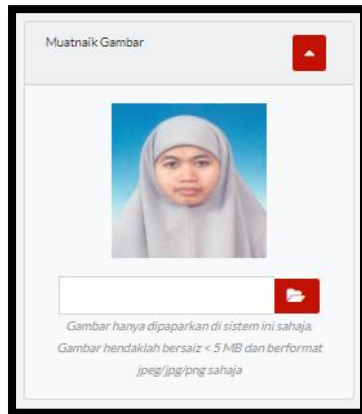 Muatnaik Gambar
Gambar hanya dipaparkan di sistem ini sahaja.
Gambar hendaklah bersaiz < 5 MB dan berformat
jpeg/jpg/png sahaja